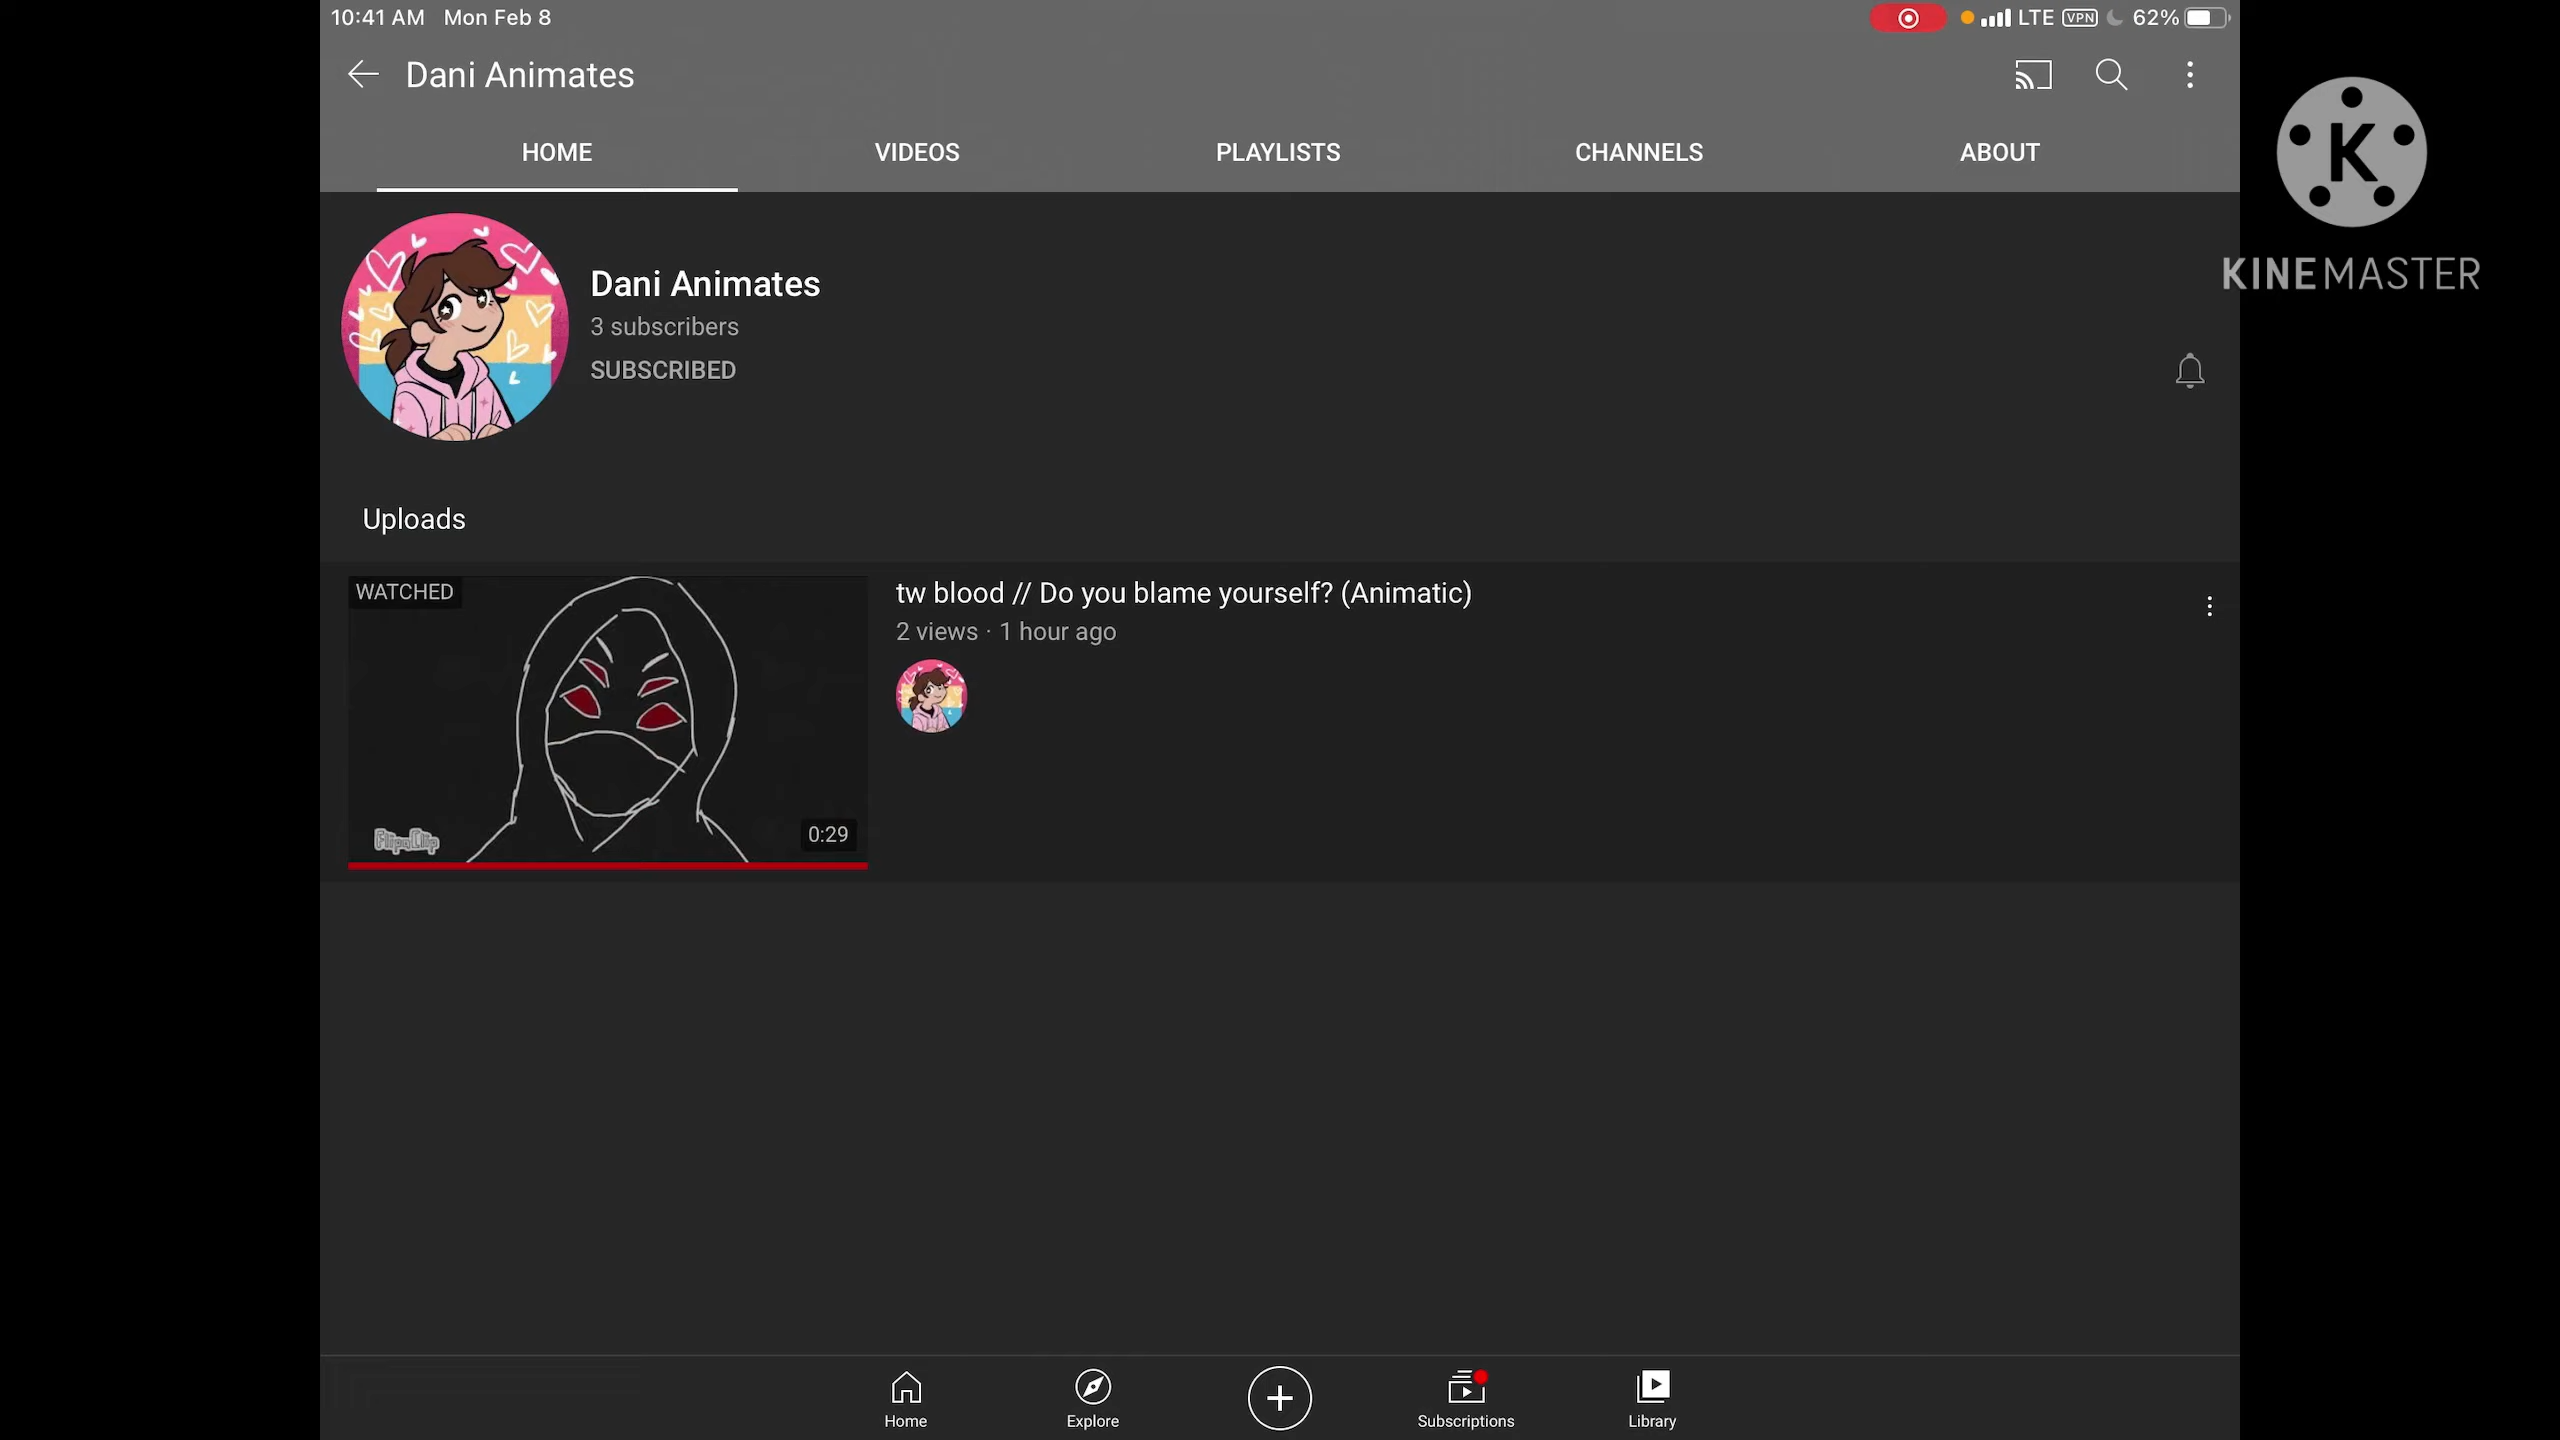 10:41 AM Mon Feb 8
LTE VPN 62%
Dani Animates
HOME VIDEOS PLAYLISTS CHANNELS ABOUT
K
KINEMASTER
Dani Animates
3 subscribers
SUBSCRIBED
Uploads
WATCHED
tw blood // Do you blame yourself? (Animatic)
2 views · 1 hour ago
FlipaClip
0:29
Home Explore Subscriptions Library